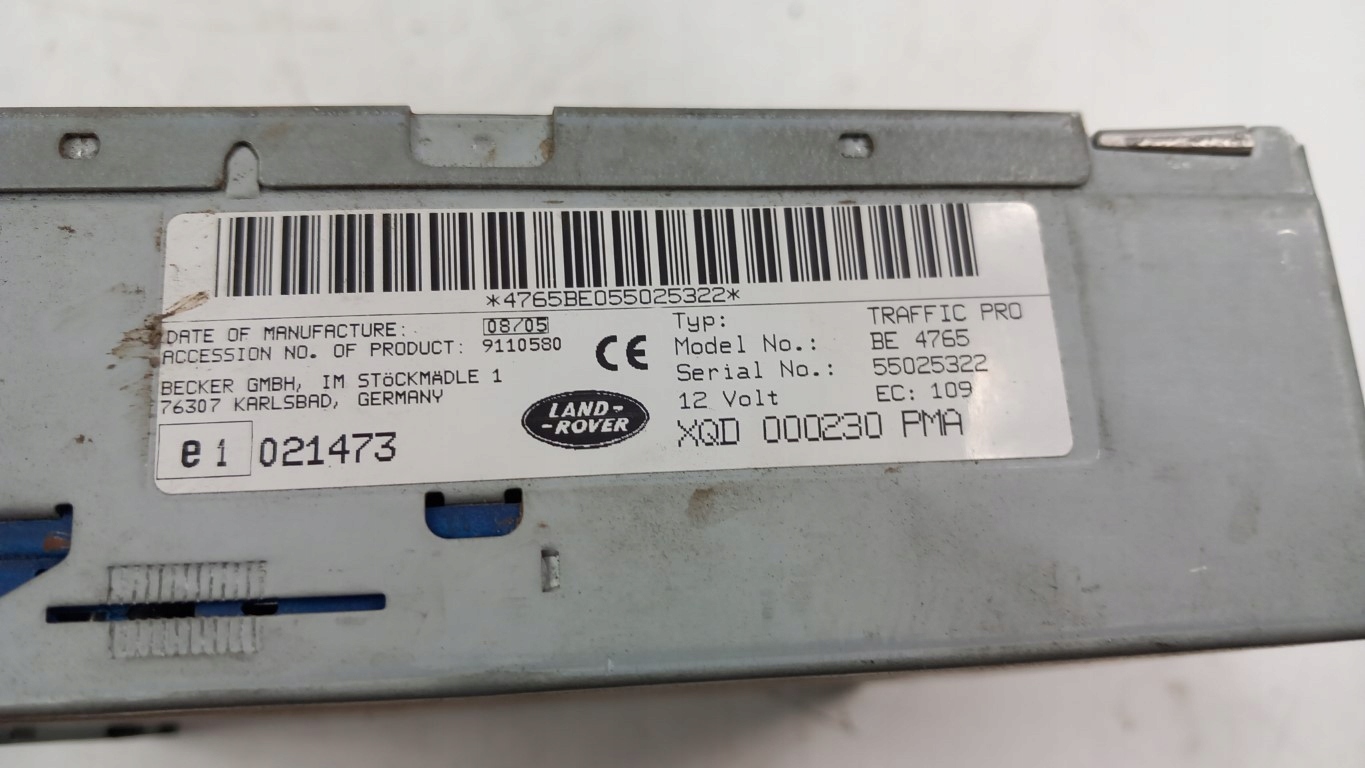 *4765BE055025322*
DATE OF MANUFACTURE: 08/05
ACCESSION NO. OF PRODUCT: 9110580
BECKER GMBH, IM STöCKMäDLE 1
76307 KARLSBAD, GERMANY
e1 021473
CE
LAND-
-ROVER
Typ: TRAFFIC PRO
Model No.: BE 4765
Serial No.: 55025322
12 Volt EC: 109
XQD 000230 PMA